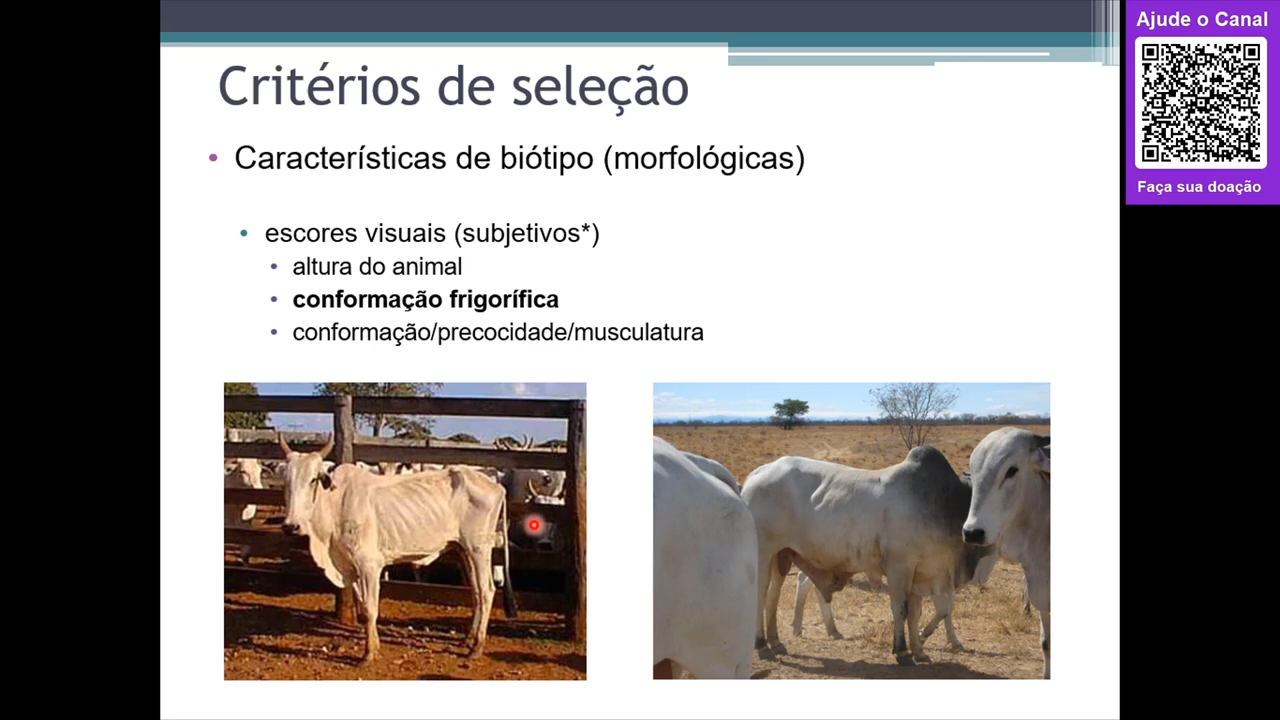 Critérios de seleção
• Características de biótipo (morfológicas)
• escores visuais (subjetivos*)
• altura do animal
• conformação frigorífica
• conformação/precocidade/musculatura
Ajude o Canal
Faça sua doação